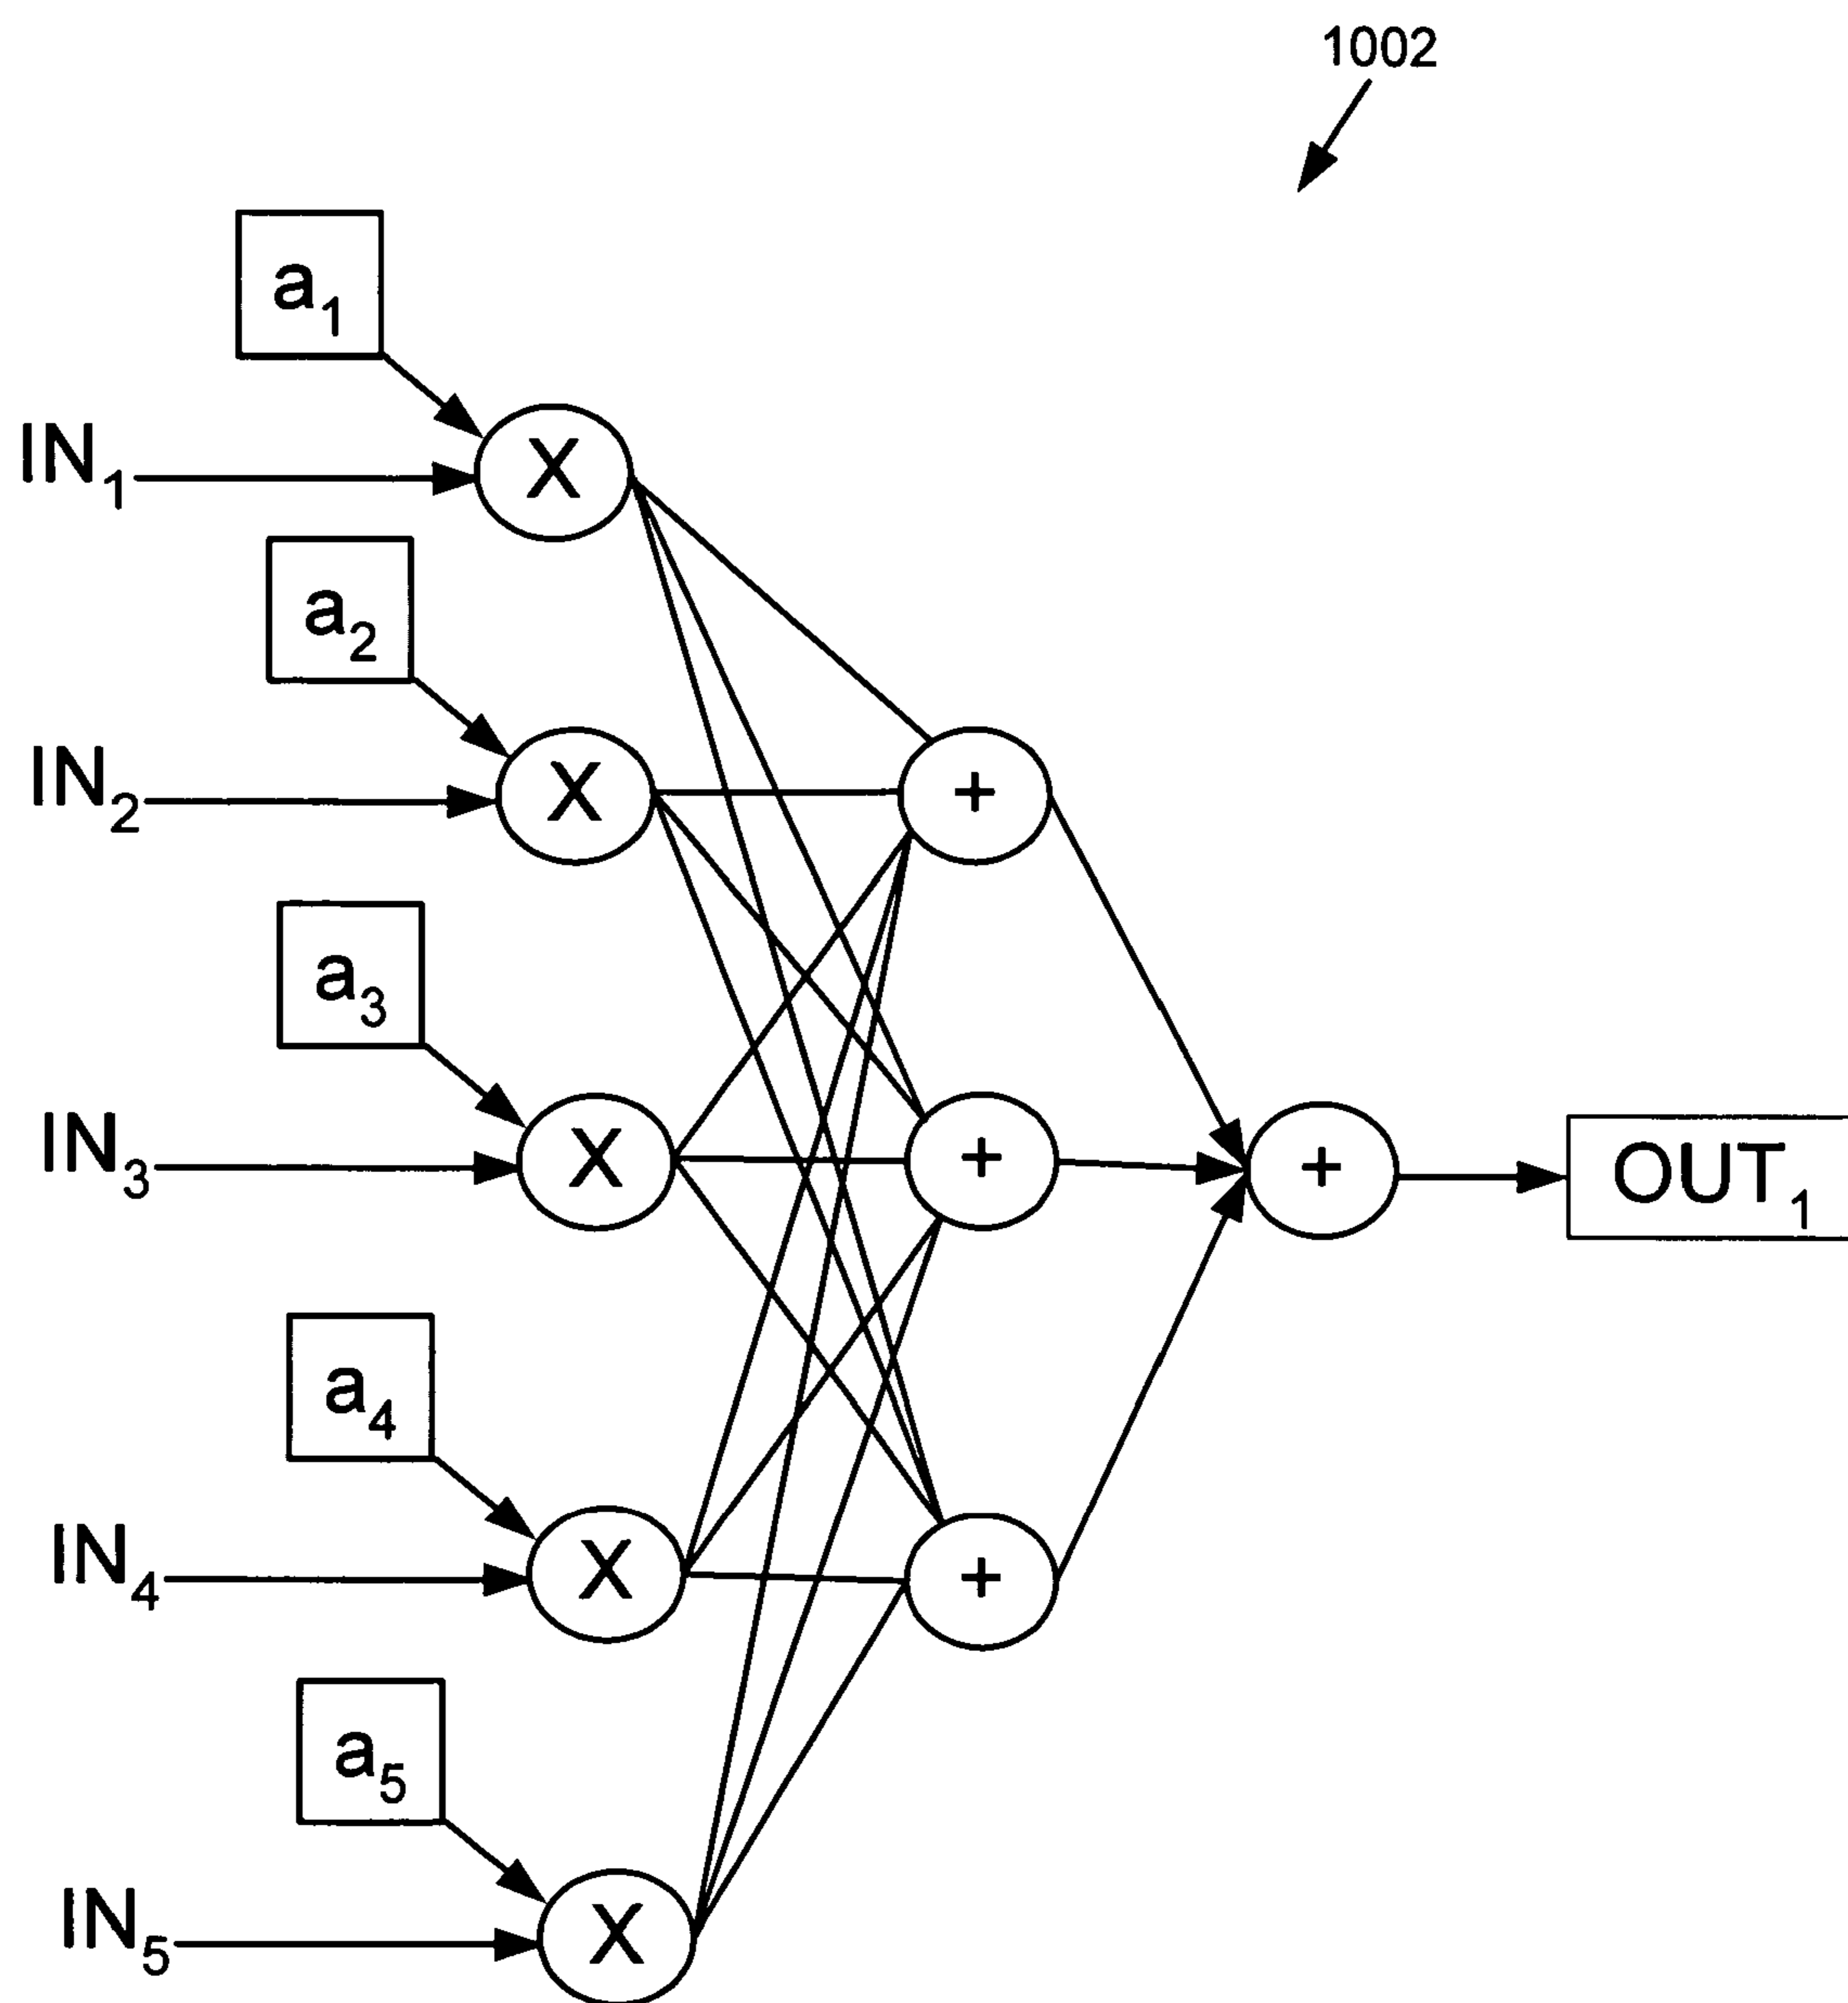 1002
a1
IN1
X
a2
IN2
X
+
a3
IN3
X
+
+
OUT1
a4
IN4
X
+
a5
IN5
X